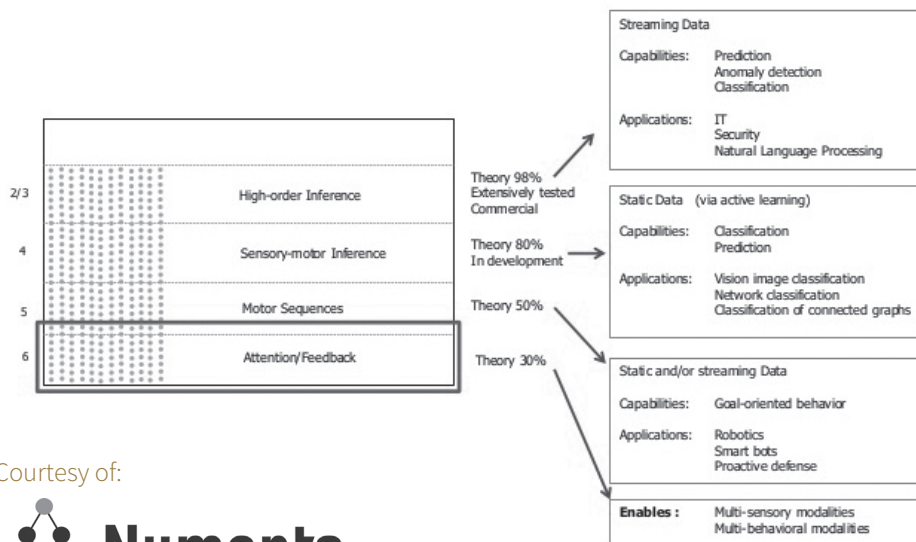 2/3
High-order Inference
4
Sensory-motor Inference
5
Motor Sequences
6
Attention/Feedback
Theory 98%
Extensively tested
Commercial
Theory 80%
In development
Theory 50%
Theory 30%
Streaming Data
Capabilities: Prediction
Anomaly detection
Classification
Applications: IT
Security
Natural Language Processing
Static Data (via active learning)
Capabilities: Classification
Prediction
Applications: Vision image classification
Network classification
Classification of connected graphs
Static and/or streaming Data
Capabilities: Goal-oriented behavior
Applications: Robotics
Smart bots
Proactive defense
Enables : Multi-sensory modalities
Multi-behavioral modalities
Courtesy of:
Numenta